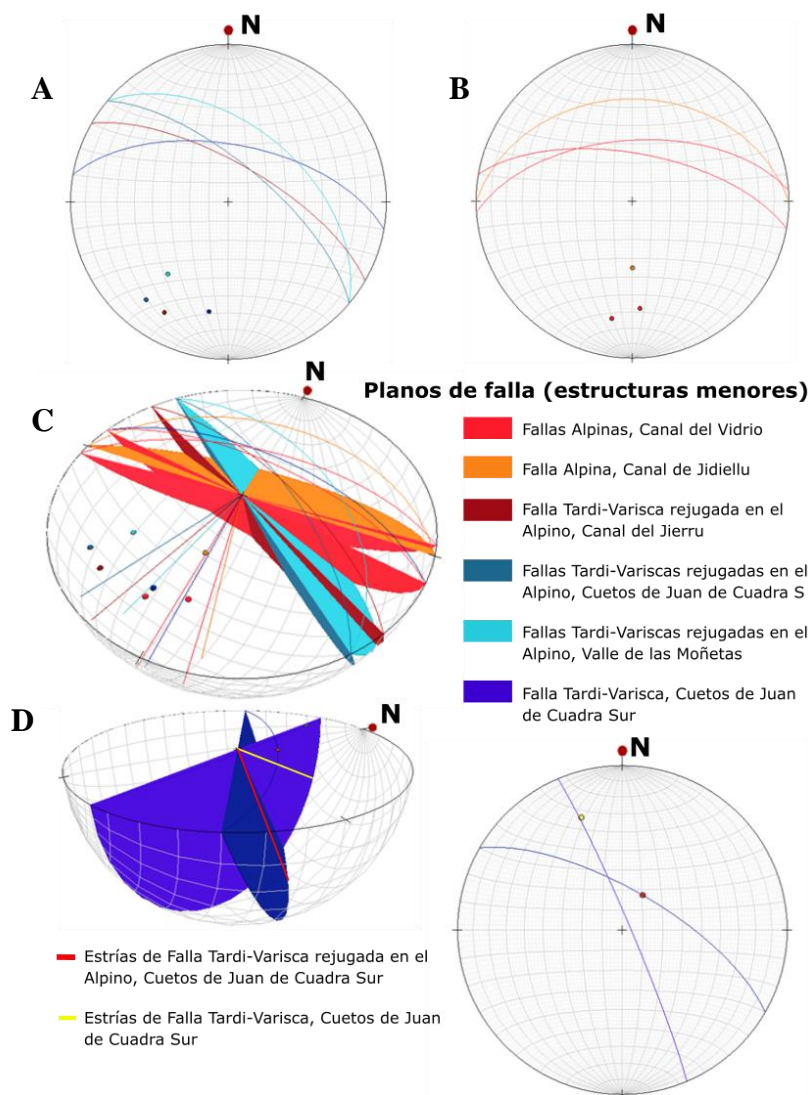 N
N
A
B
N
Planos de falla (estructuras menores)
C
Fallas Alpinas, Canal del Vidrio
Falla Alpina, Canal de Jidiellu
Falla Tardi-Varisca rejugada en el
Alpino, Canal del Jierru
Fallas Tardi-Variscas rejugadas en el
Alpino, Cuetos de Juan de Cuadra S
Fallas Tardi-Variscas rejugadas en el
Alpino, Valle de las Moñetas
Falla Tardi-Varisca, Cuetos de Juan
de Cuadra Sur
D
N
N
Estrías de Falla Tardi-Varisca rejugada en el
Alpino, Cuetos de Juan de Cuadra Sur
Estrías de Falla Tardi-Varisca, Cuetos de Juan
de Cuadra Sur